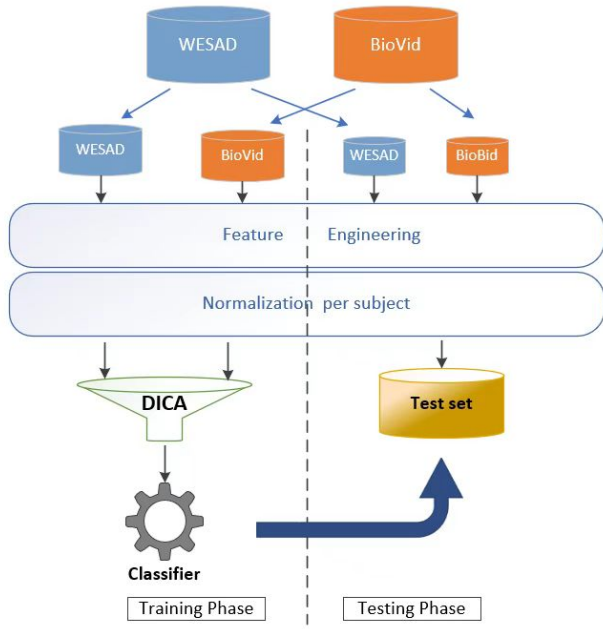 WESAD
BioVid
WESAD
BioVid
WESAD
BioBid
Feature Engineering
Normalization per subject
DICA
Test set
Classifier
Training Phase
Testing Phase